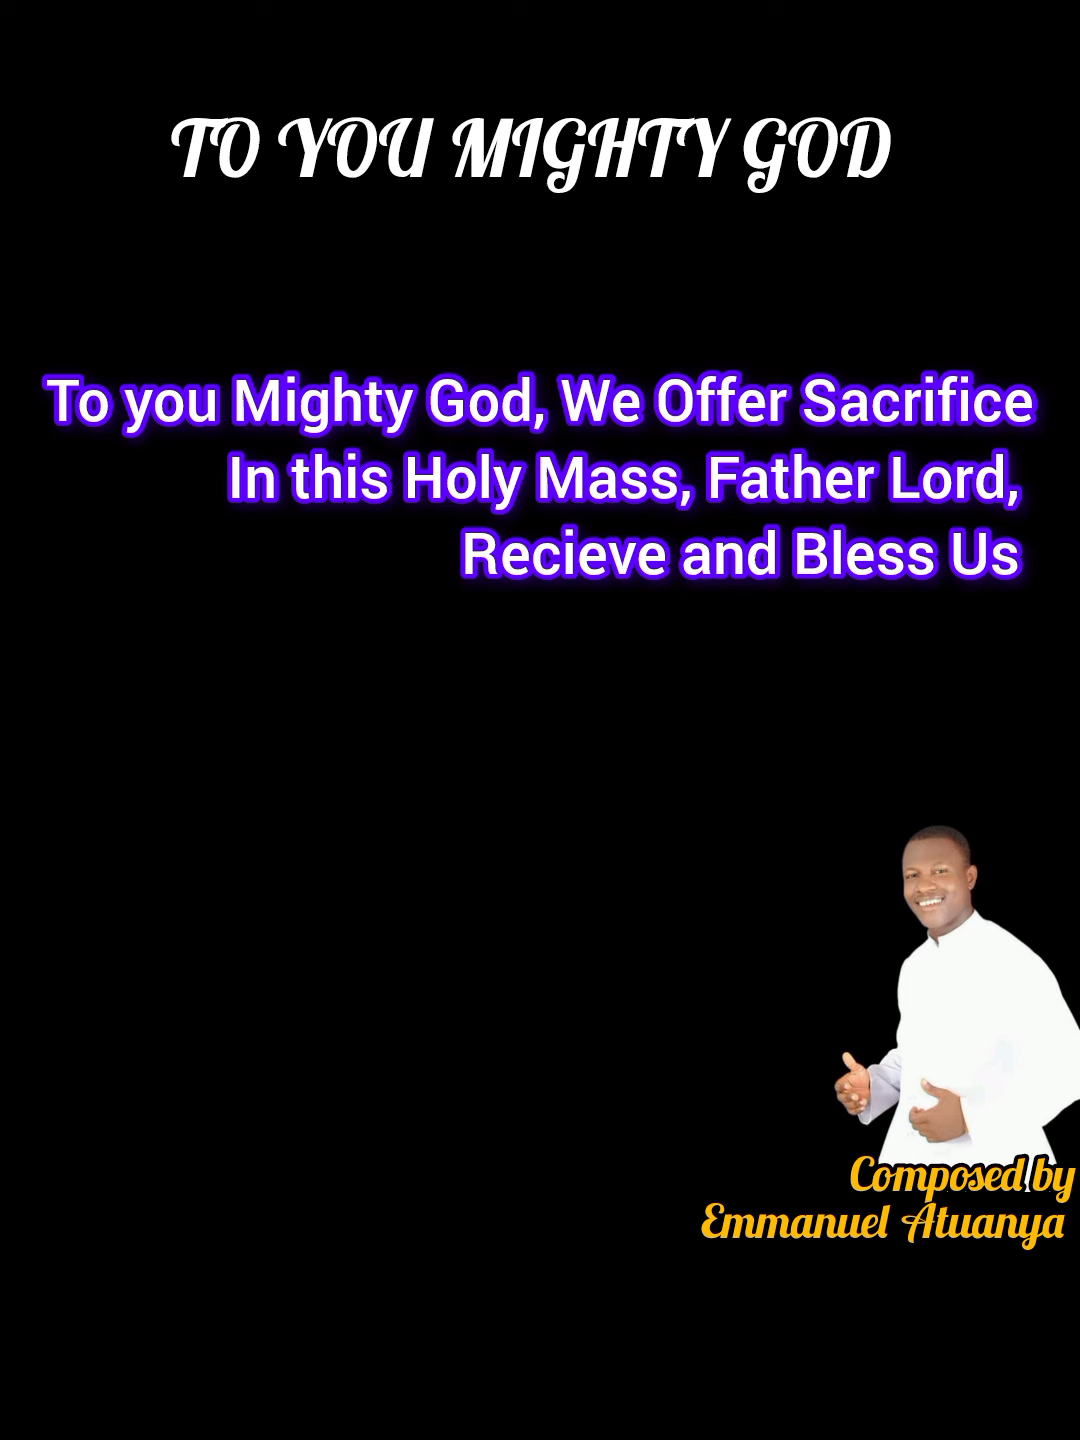 TO YOU MIGHTY GOD
To you Mighty God, We Offer Sacrifice
In this Holy Mass, Father Lord,
Recieve and Bless Us
Composed by
Emmanuel Atuanya